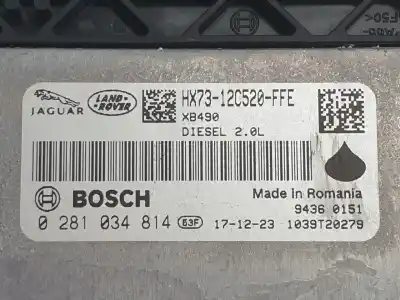 JAGUAR
LAND-
ROVER
HX73-12C520-FFE
XB490
DIESEL 2.0L
BOSCH
Made in Romania
9436 0151
0 281 034 814 63F 17-12-23 1039T20279